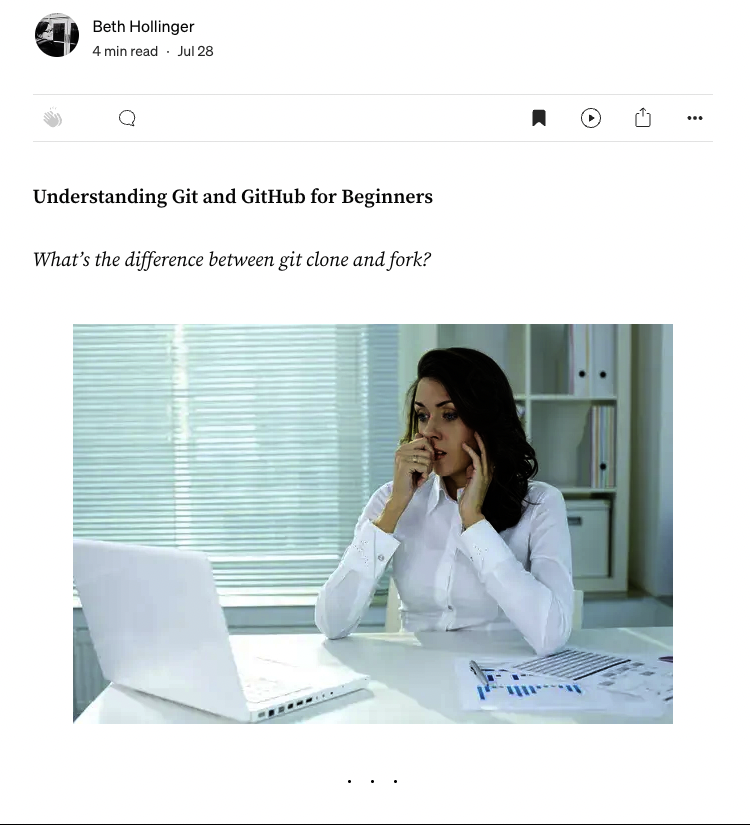 Beth Hollinger
4 min read · Jul 28
Understanding Git and GitHub for Beginners
What’s the difference between git clone and fork?
. . .